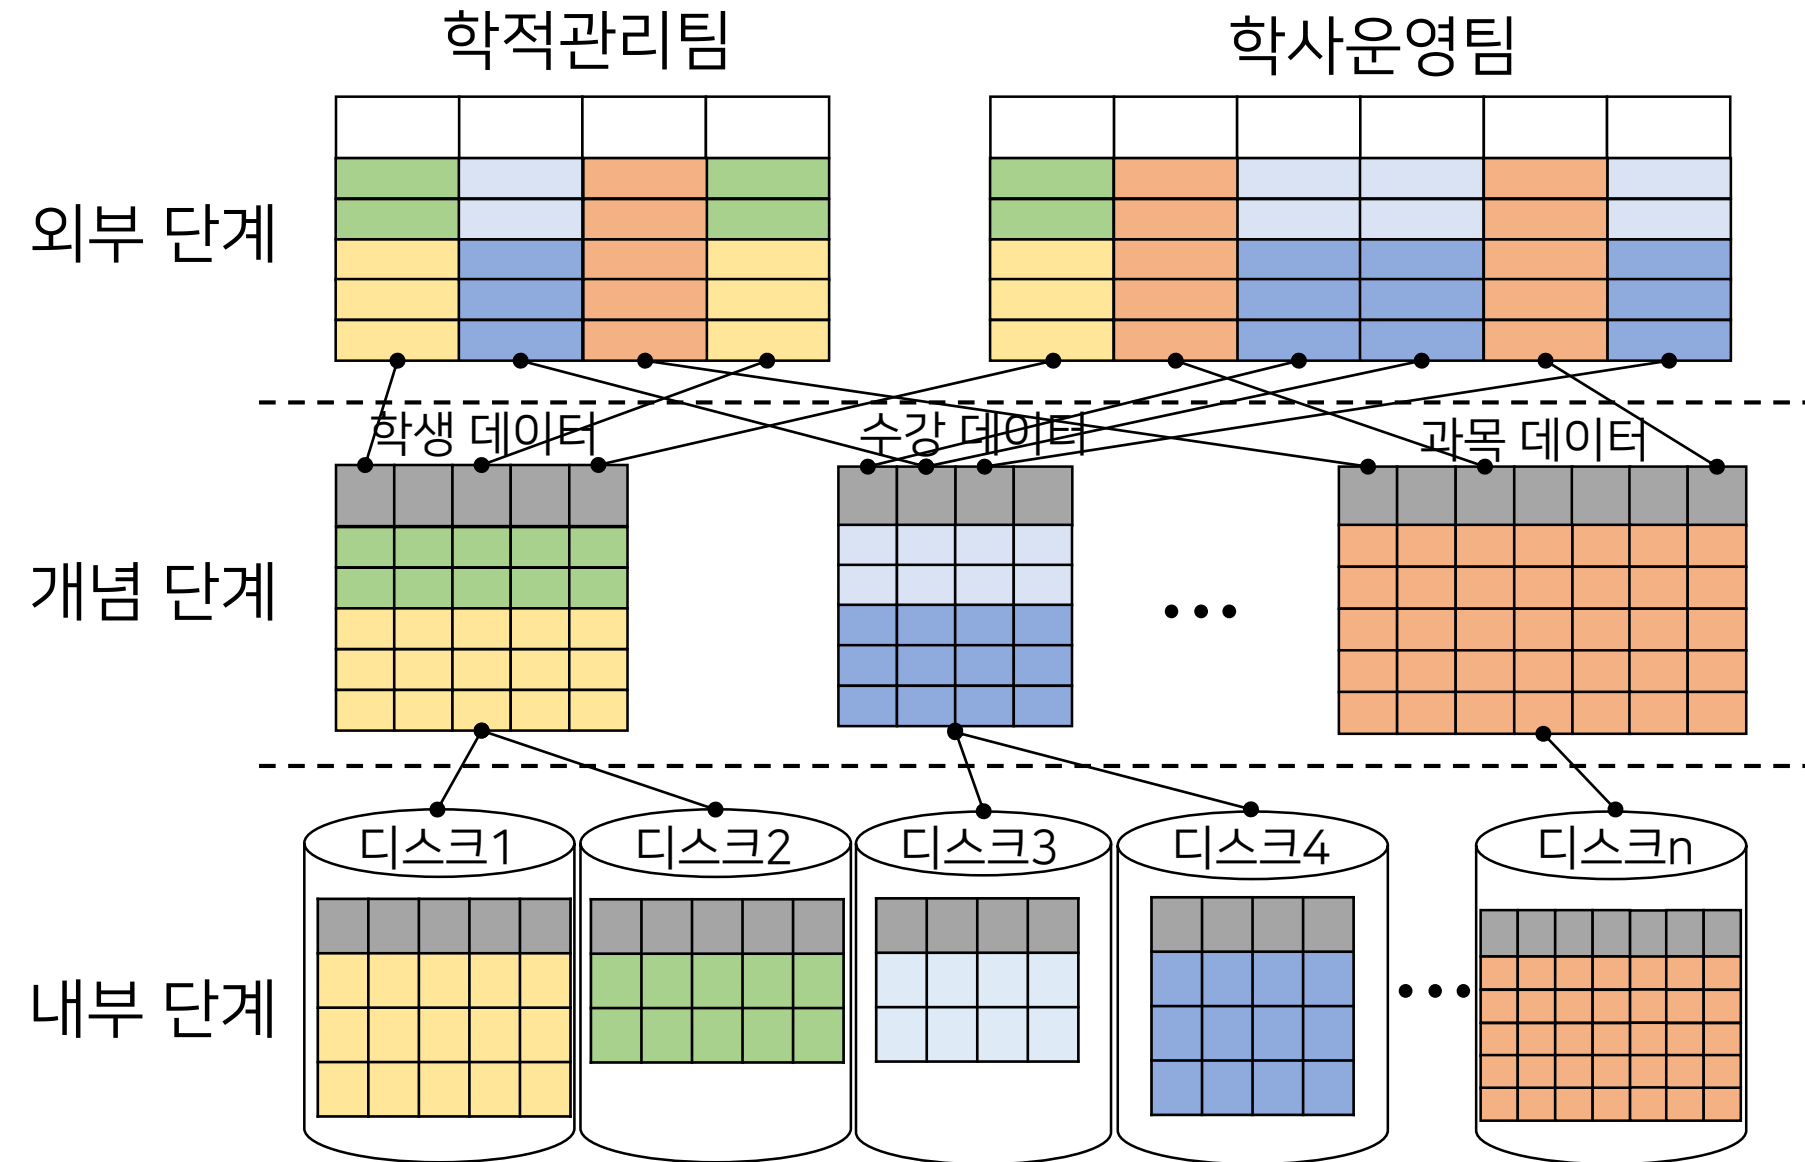 학적관리팀
학사운영팀
외부 단계
학생 데이터
수강 데이터
과목 데이터
개념 단계
디스크1
디스크2
디스크3
디스크4
디스크n
내부 단계